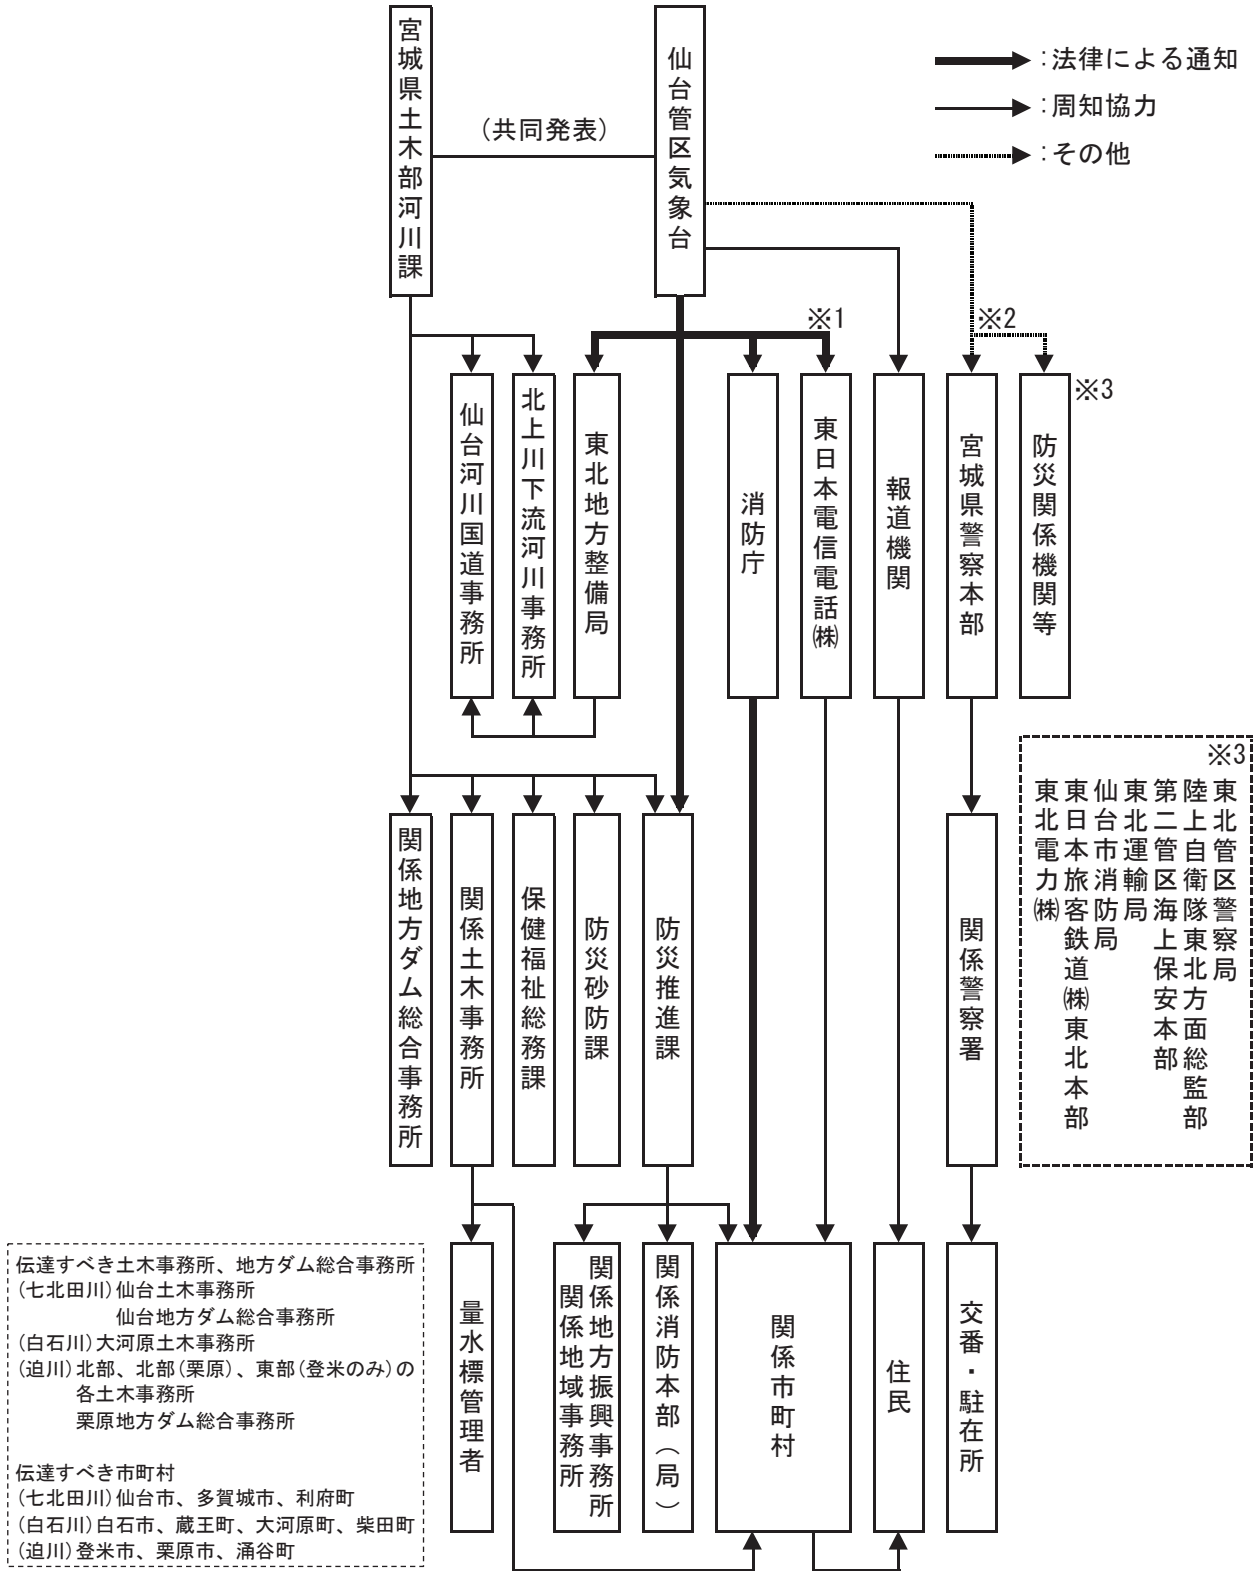 宮城県土木部河川課
(共同発表)
仙台管区気象台
:法律による通知
:周知協力
:その他
※1
※2
※3
仙台河川国道事務所
北上川下流河川事務所
東北地方整備局
消防庁
東日本電信電話㈱
報道機関
宮城県警察本部
防災関係機関等
※3
東北管区警察局
陸上自衛隊東北方面総監部
第二管区海上保安本部
東北運輸局
仙台市消防局
東日本旅客鉄道㈱東北本部
東北電力㈱
関係地方ダム総合事務所
関係土木事務所
保健福祉総務課
防災砂防課
防災推進課
関係警察署
伝達すべき土木事務所、地方ダム総合事務所
(七北田川)仙台土木事務所
仙台地方ダム総合事務所
(白石川)大河原土木事務所
(迫川)北部、北部(栗原)、東部(登米のみ)の
各土木事務所
栗原地方ダム総合事務所
伝達すべき市町村
(七北田川)仙台市、多賀城市、利府町
(白石川)白石市、蔵王町、大河原町、柴田町
(迫川)登米市、栗原市、涌谷町
量水標管理者
関係地方振興事務所
関係地域事務所
関係消防本部(局)
関係市町村
住民
交番・駐在所